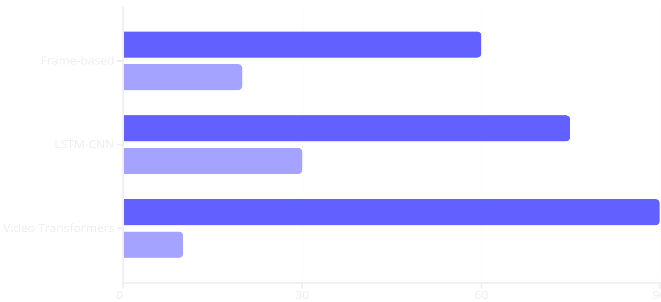 Frame-based
LSTM-CNN
Video Transformers
0 30 60